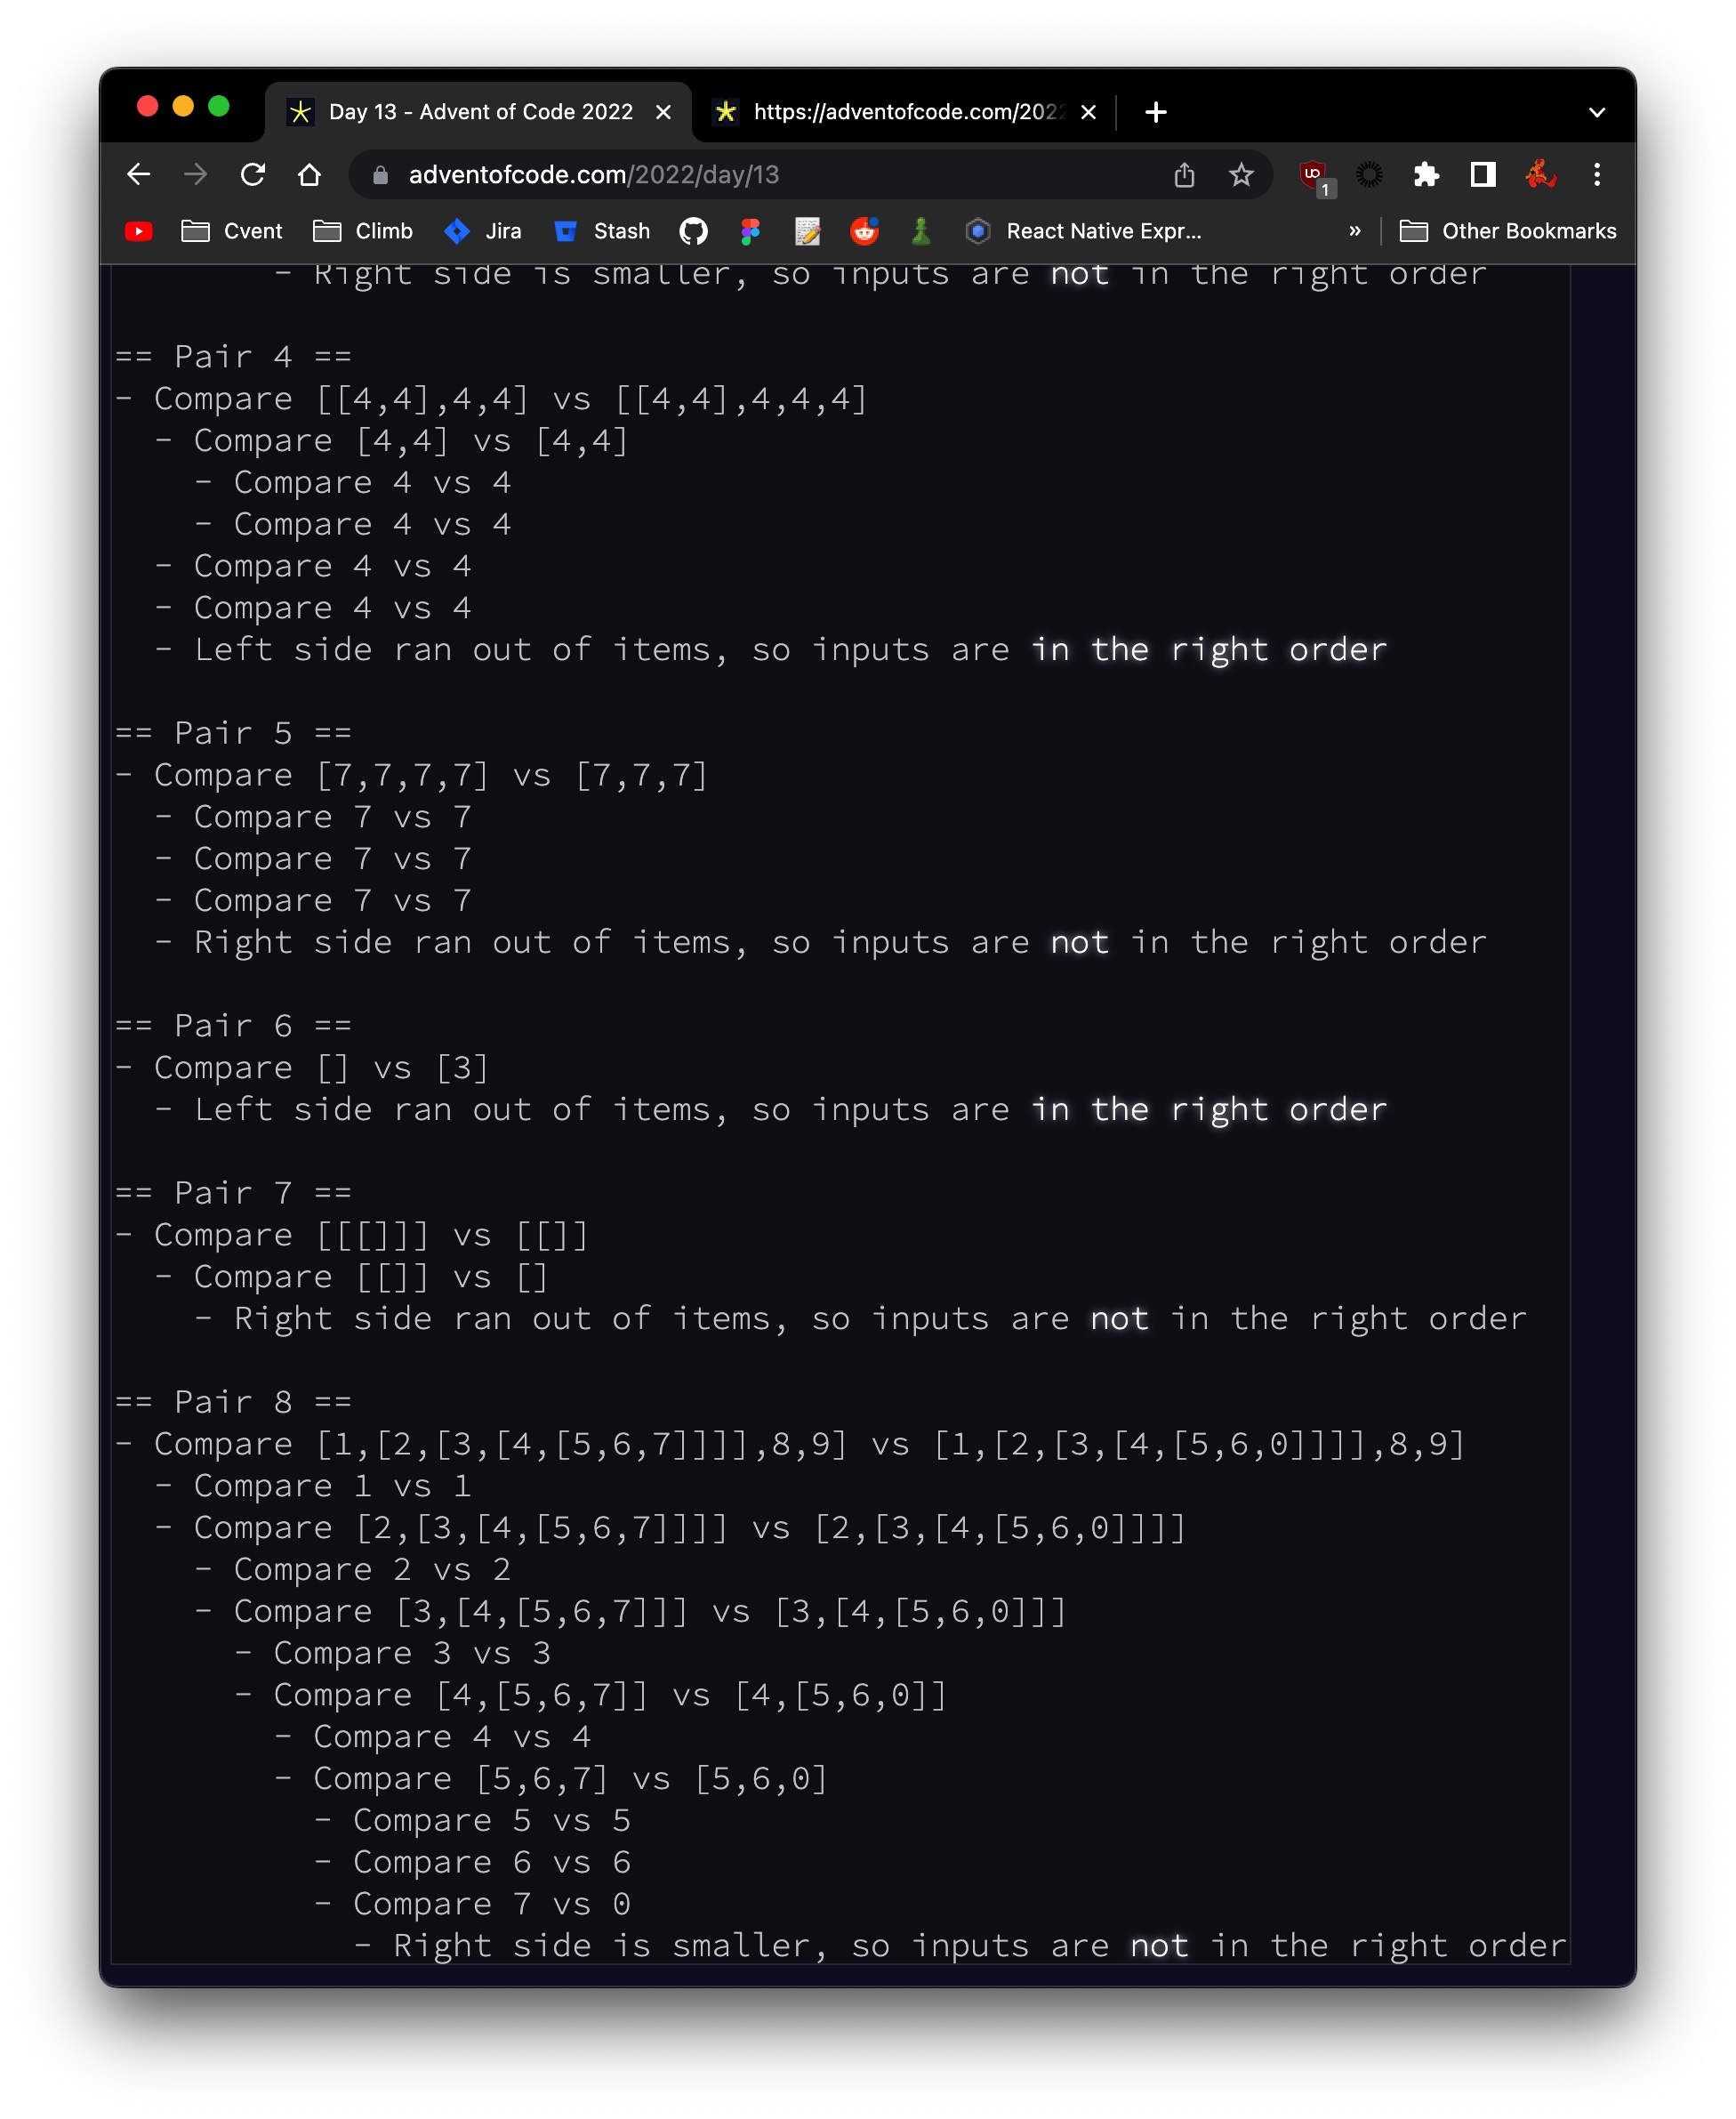 Day 13 - Advent of Code 2022
https://adventofcode.com/202
adventofcode.com/2022/day/13
1
Cvent
Climb
Jira
Stash
React Native Expr...
»
Other Bookmarks
- Right side is smaller, so inputs are not in the right order
== Pair 4 ==
- Compare [[4,4],4,4] vs [[4,4],4,4,4]
- Compare [4,4] vs [4,4]
- Compare 4 vs 4
- Compare 4 vs 4
- Compare 4 vs 4
- Compare 4 vs 4
- Left side ran out of items, so inputs are in the right order
== Pair 5 ==
- Compare [7,7,7,7] vs [7,7,7]
- Compare 7 vs 7
- Compare 7 vs 7
- Compare 7 vs 7
- Right side ran out of items, so inputs are not in the right order
== Pair 6 ==
- Compare [] vs [3]
- Left side ran out of items, so inputs are in the right order
== Pair 7 ==
- Compare [[[]]] vs [[]]
- Compare [[]] vs []
- Right side ran out of items, so inputs are not in the right order
== Pair 8 ==
- Compare [1,[2,[3,[4,[5,6,7]]]],8,9] vs [1,[2,[3,[4,[5,6,0]]]],8,9]
- Compare 1 vs 1
- Compare [2,[3,[4,[5,6,7]]]] vs [2,[3,[4,[5,6,0]]]]
- Compare 2 vs 2
- Compare [3,[4,[5,6,7]]] vs [3,[4,[5,6,0]]]
- Compare 3 vs 3
- Compare [4,[5,6,7]] vs [4,[5,6,0]]
- Compare 4 vs 4
- Compare [5,6,7] vs [5,6,0]
- Compare 5 vs 5
- Compare 6 vs 6
- Compare 7 vs 0
- Right side is smaller, so inputs are not in the right order